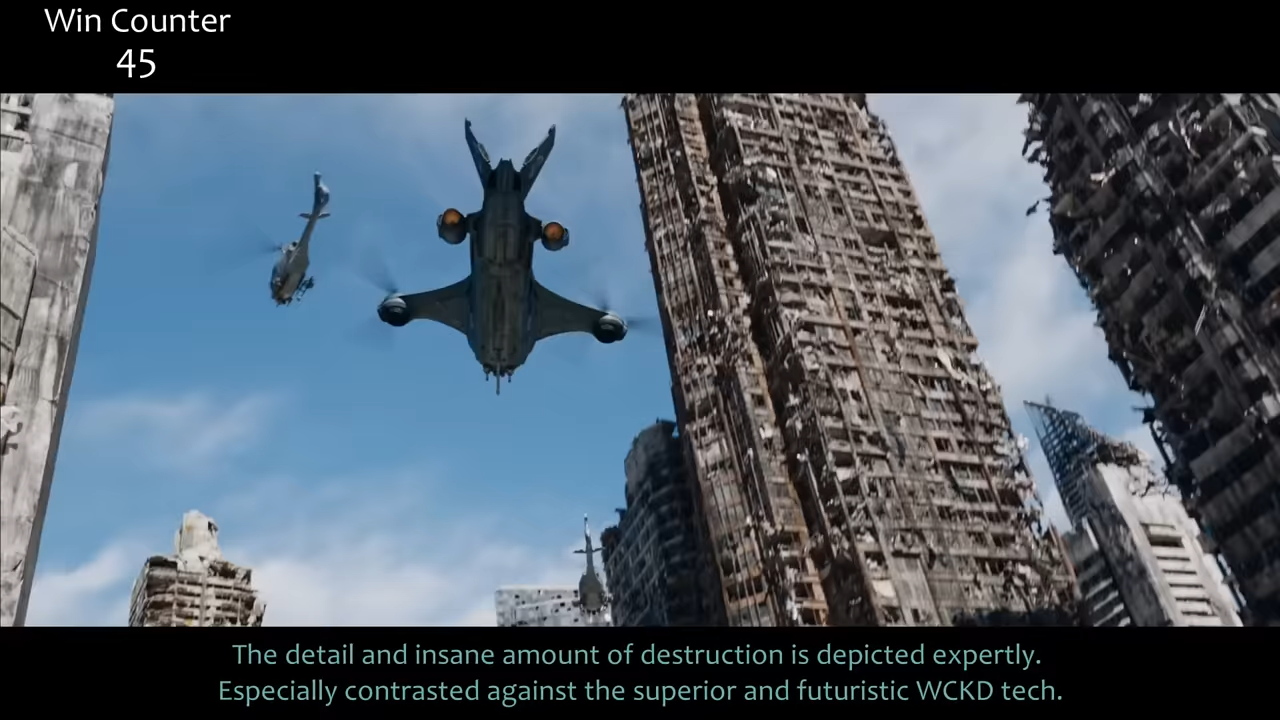 Win Counter
45
The detail and insane amount of destruction is depicted expertly.
Especially contrasted against the superior and futuristic WCKD tech.